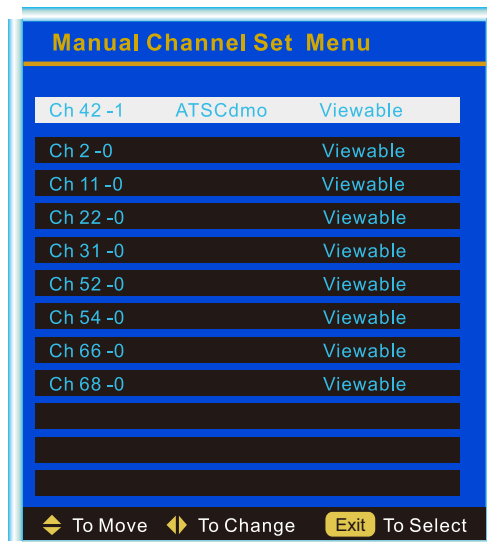 Manual Channel Set Menu
Ch 42 -1 ATSCdmo Viewable
Ch 2 -0 Viewable
Ch 11 -0 Viewable
Ch 22 -0 Viewable
Ch 31 -0 Viewable
Ch 52 -0 Viewable
Ch 54 -0 Viewable
Ch 66 -0 Viewable
Ch 68 -0 Viewable
To Move To Change Exit To Select